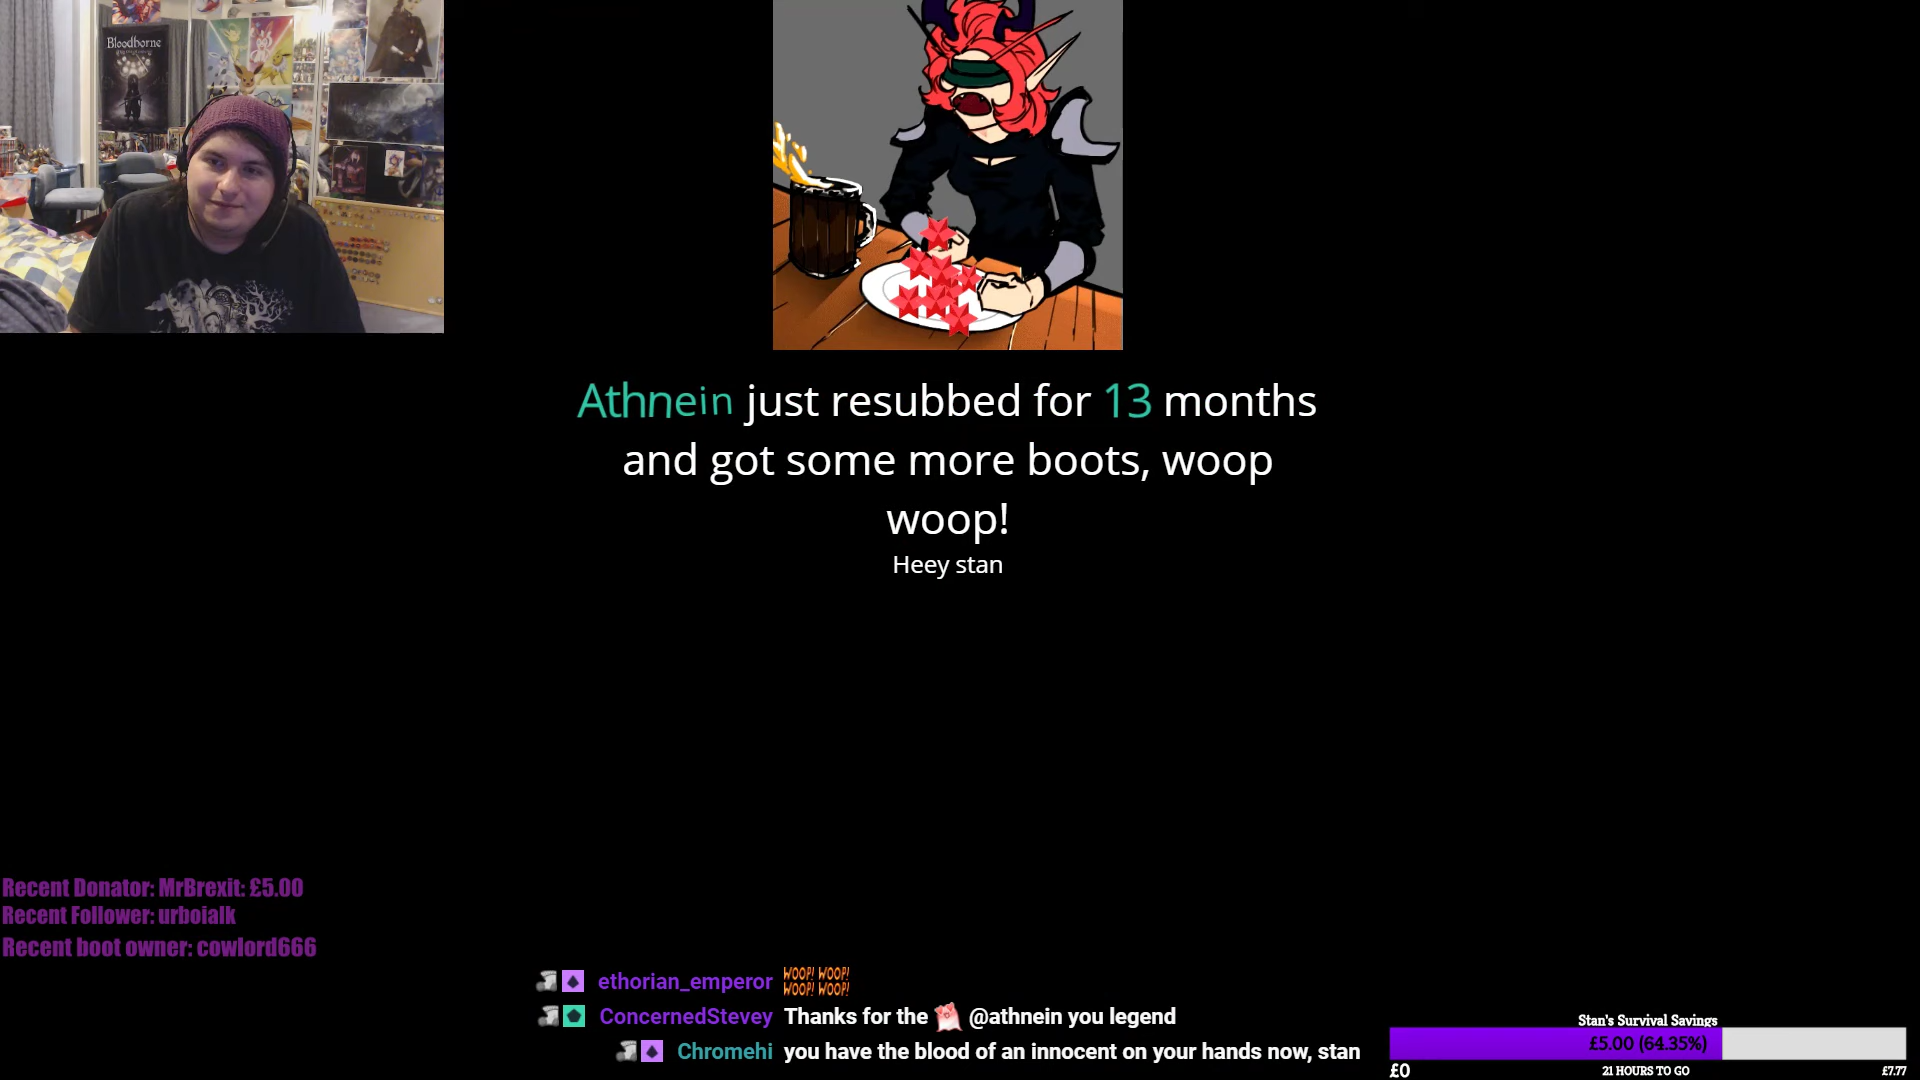 Bloodborne
Athnein just resubbed for 13 months
and got some more boots, woop
woop!
Heey stan
Recent Donator: MrBrexit: £5.00
Recent Follower: urboialk
Recent boot owner: cowlord666
ethorian_emperor WOOP! WOOP!
WOOP! WOOP!
ConcernedStevey Thanks for the @athnein you legend
Chromehi you have the blood of an innocent on your hands now, stan
Stan's Survival Savings
£5.00 (64.35%)
£0 21 HOURS TO GO £7.77